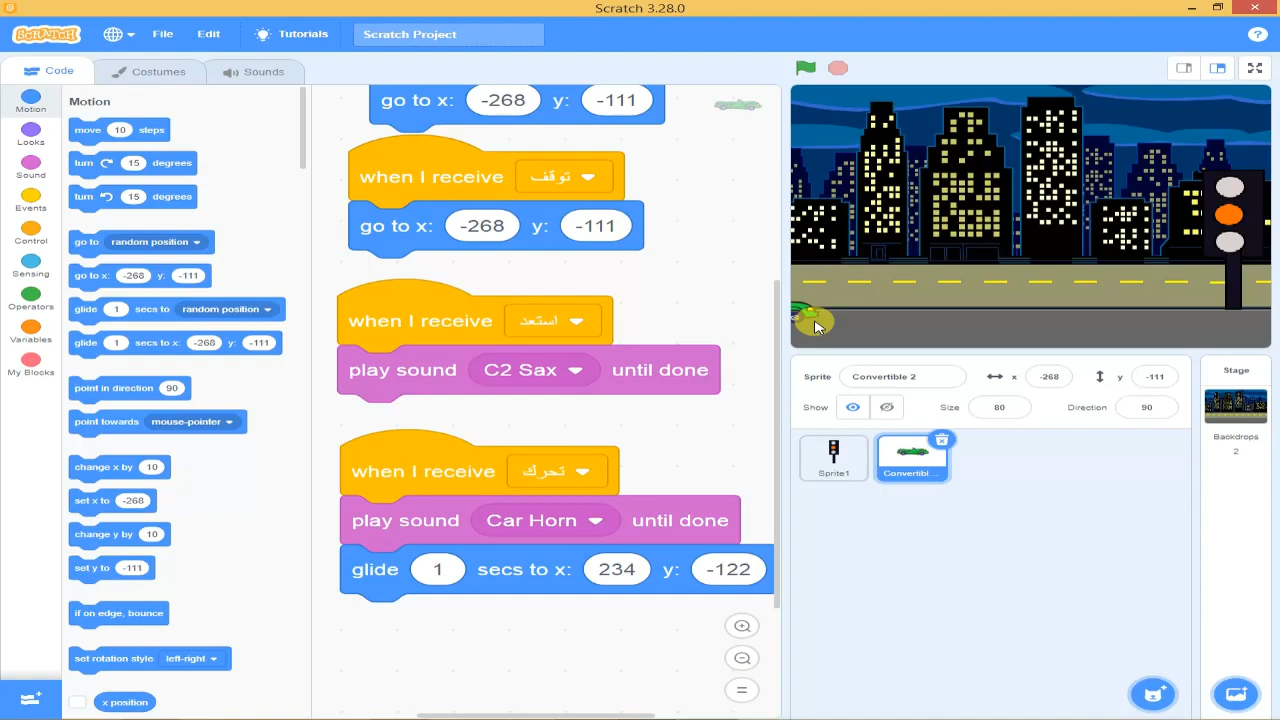 Scratch 3.28.0
SCRATCH File Edit Tutorials Scratch Project ?
Code Costumes Sounds
Motion
Looks
Sound
Events
Control
Sensing
Operators
Variables
My Blocks
Motion
move 10 steps
turn 15 degrees
turn 15 degrees
go to random position
go to x: -268 y: -111
glide 1 secs to random position
glide 1 secs to x: -268 y: -111
point in direction 90
point towards mouse-pointer
change x by 10
set x to -268
change y by 10
set y to -111
if on edge, bounce
set rotation style left-right
x position
go to x: -268 y: -111
when I receive توقف
go to x: -268 y: -111
when I receive استعد
play sound C2 Sax until done
when I receive تحرك
play sound Car Horn until done
glide 1 secs to x: 234 y: -122
Sprite Convertible 2 x -268 y -111
Show Size 80 Direction 90
Sprite1
Convertible...
Stage
Backdrops
2